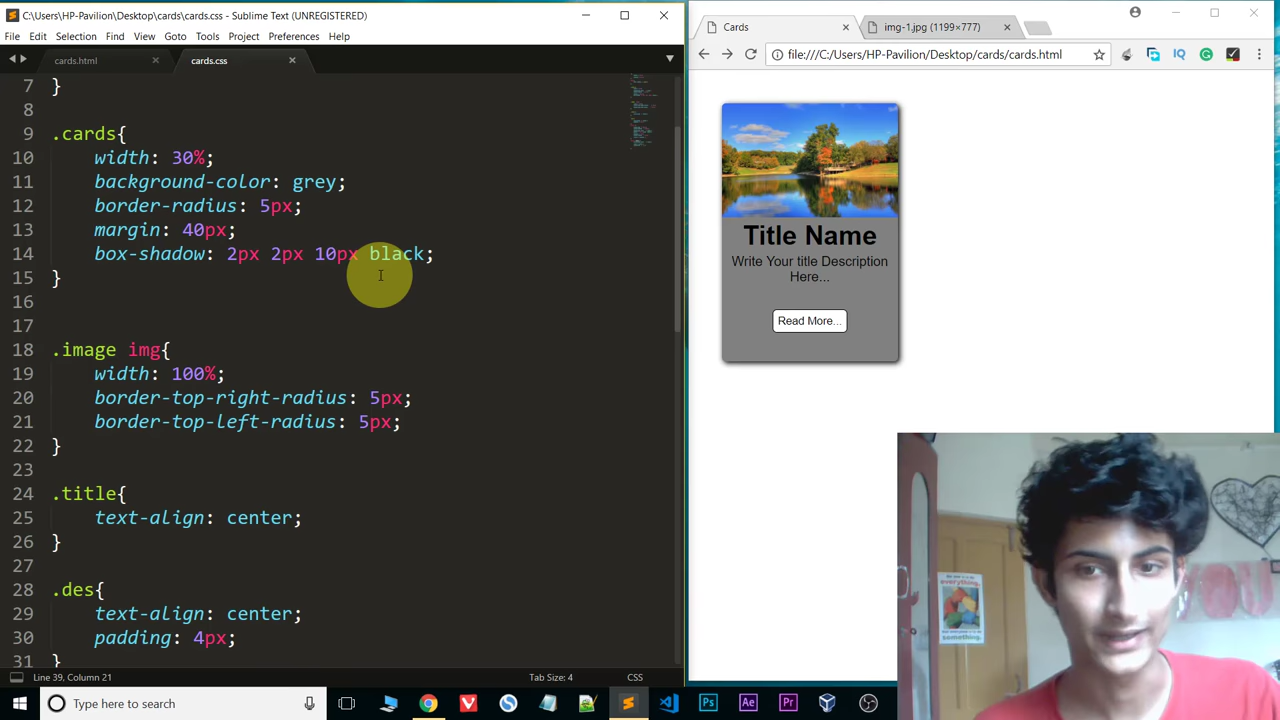 C:\Users\HP-Pavilion\Desktop\cards\cards.css - Sublime Text (UNREGISTERED)
File Edit Selection Find View Goto Tools Project Preferences Help
cards.html
cards.css
7 }
8
9 .cards{
10 width: 30%;
11 background-color: grey;
12 border-radius: 5px;
13 margin: 40px;
14 box-shadow: 2px 2px 10px black;
15 }
16
17
18 .image img{
19 width: 100%;
20 border-top-right-radius: 5px;
21 border-top-left-radius: 5px;
22 }
23
24 .title{
25 text-align: center;
26 }
27
28 .des{
29 text-align: center;
30 padding: 4px;
31 }
Line 39, Column 21
Tab Size: 4
CSS
Cards
img-1.jpg (1199×777)
file:///C:/Users/HP-Pavilion/Desktop/cards/cards.html
IQ
G
Title Name
Write Your title Description
Here...
Read More...
everything.
something.
Type here to search
V
S
Ps
Ae
Pr